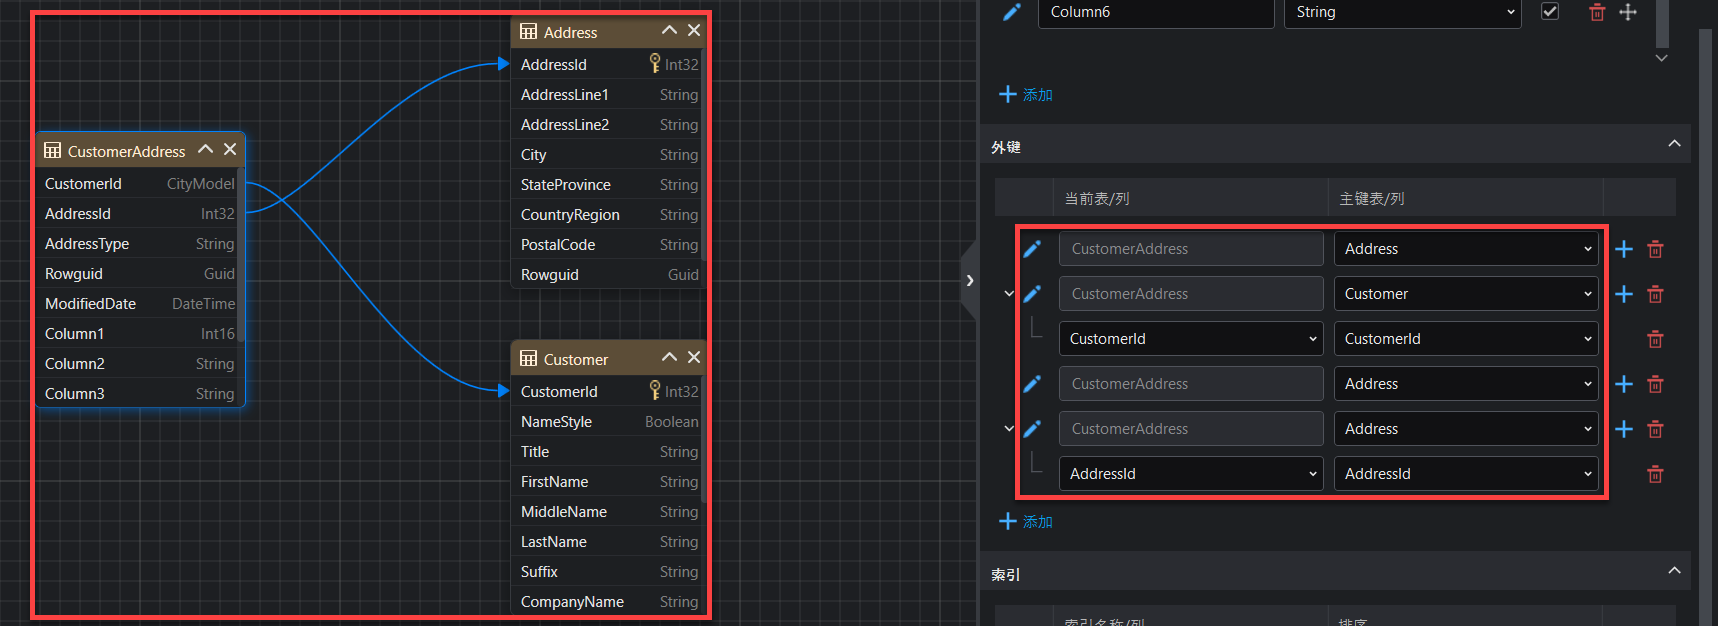 Address
AddressId Int32
AddressLine1 String
AddressLine2 String
City String
StateProvince String
CountryRegion String
PostalCode String
Rowguid Guid
CustomerAddress
CustomerId CityModel
AddressId Int32
AddressType String
Rowguid Guid
ModifiedDate DateTime
Column1 Int16
Column2 String
Column3 String
Customer
CustomerId Int32
NameStyle Boolean
Title String
FirstName String
MiddleName String
LastName String
Suffix String
CompanyName String
Column6 String
添加
外键
当前表/列 主键表/列
CustomerAddress Address
CustomerAddress Customer
CustomerId CustomerId
CustomerAddress Address
CustomerAddress Address
AddressId AddressId
添加
索引
索引名称/列 排序